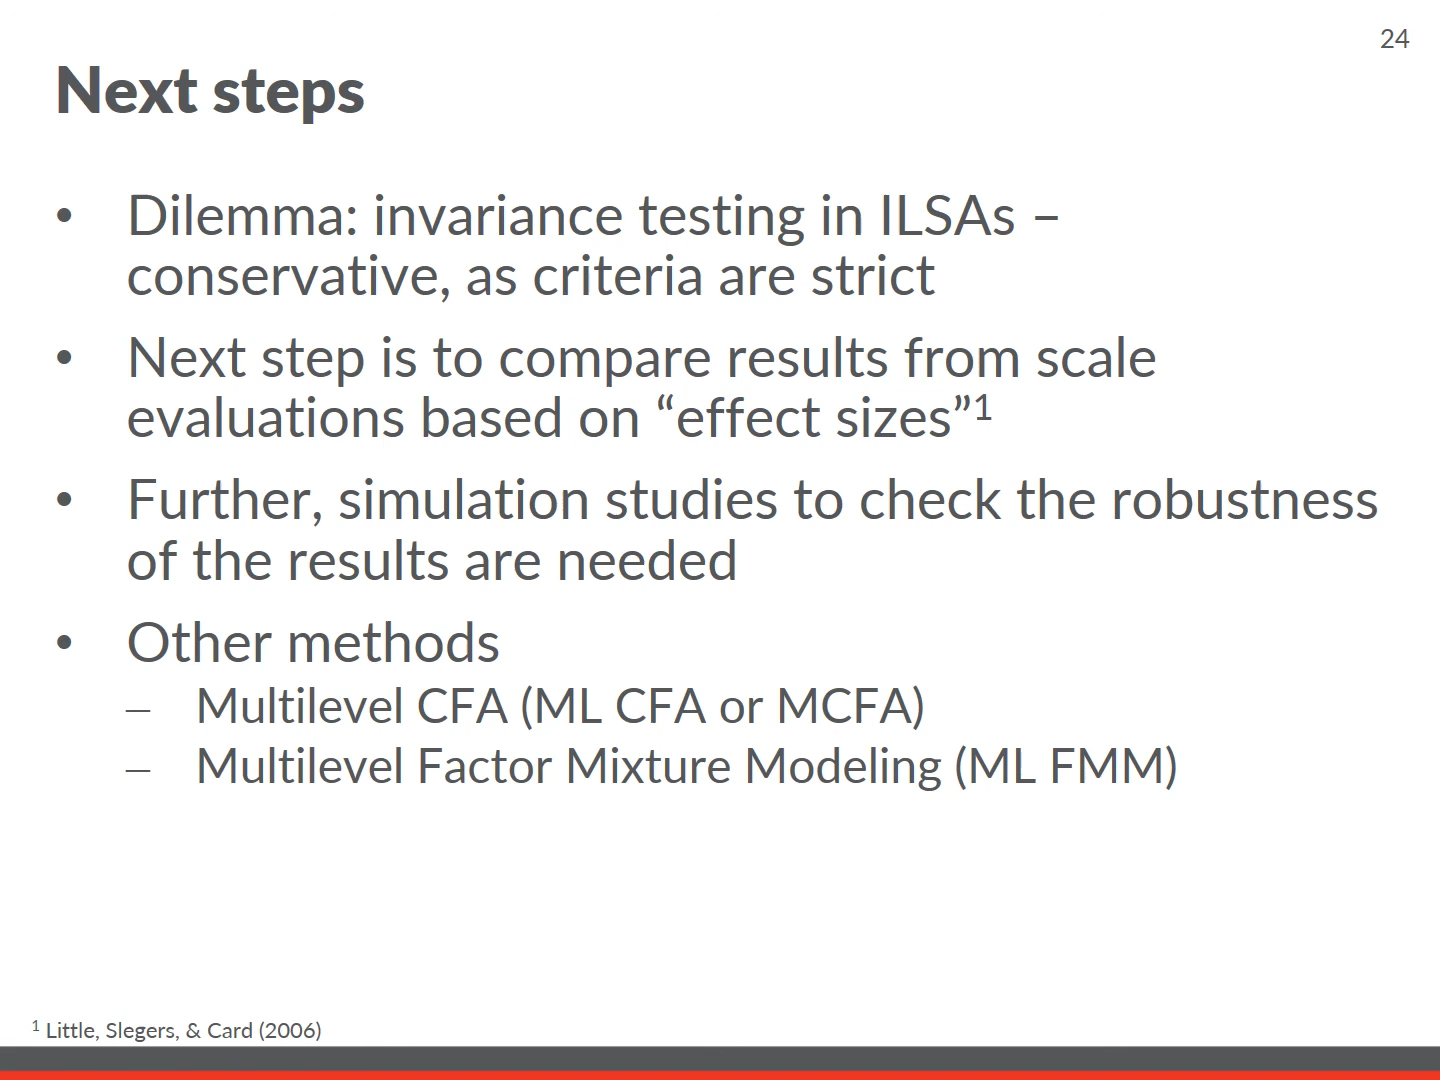 24
Next steps
• Dilemma: invariance testing in ILSAs –
conservative, as criteria are strict
• Next step is to compare results from scale
evaluations based on “effect sizes”¹
• Further, simulation studies to check the robustness
of the results are needed
• Other methods
– Multilevel CFA (ML CFA or MCFA)
– Multilevel Factor Mixture Modeling (ML FMM)
¹ Little, Slegers, & Card (2006)